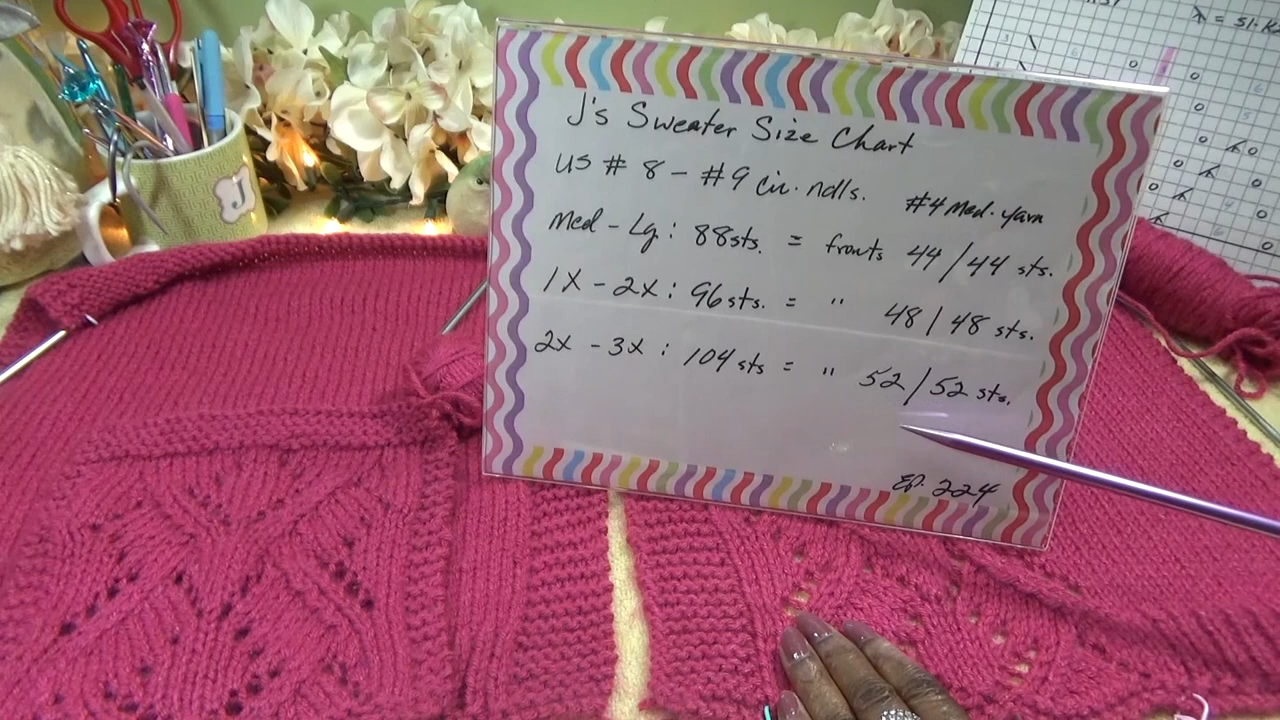 J's Sweater Size Chart
US # 8 - #9 Cir. ndls. #4 Med. yarn
Med - Lg : 88sts. = fronts 44/44 sts.
1X - 2X : 96sts. = " 48/48 sts.
2X - 3X : 104 sts = " 52/52 sts.
EP. 224
J